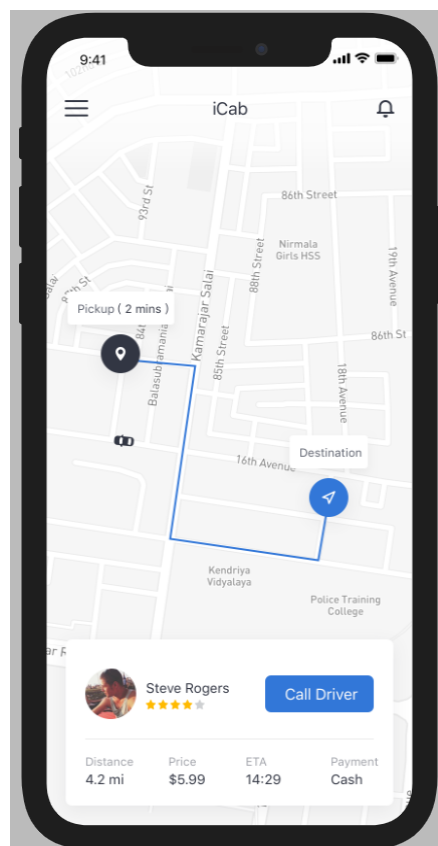 9:41
102nd
iCab
93rd St
86th Street
Nirmala
Girls HSS
88th Street
19th Avenue
Kamarajar Salai
Pickup ( 2 mins )
86th St
85th Street
Balasubramania
18th Avenue
Destination
16th Avenue
Kendriya
Vidyalaya
Police Training
College
Steve Rogers
Call Driver
Distance
Price
ETA
Payment
4.2 mi
$5.99
14:29
Cash